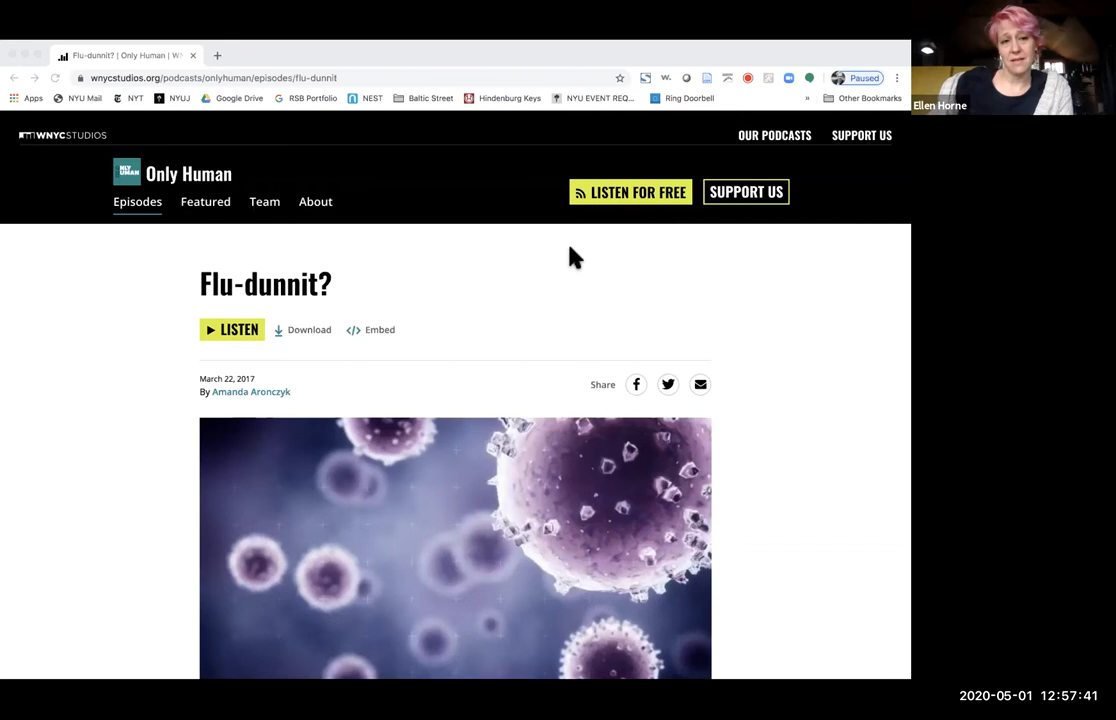 Flu-dunnit? | Only Human | W
wnycstudios.org/podcasts/onlyhuman/episodes/flu-dunnit
Paused
Apps NYU Mail NYT NYUJ Google Drive RSB Portfolio NEST Baltic Street Hindenburg Keys NYU EVENT REQ... Ring Doorbell » Other Bookmarks
Ellen Horne
WNYCSTUDIOS
OUR PODCASTS SUPPORT US
Only Human
LISTEN FOR FREE SUPPORT US
Episodes Featured Team About
Flu-dunnit?
LISTEN Download Embed
March 22, 2017
By Amanda Aronczyk
Share
2020-05-01 12:57:41